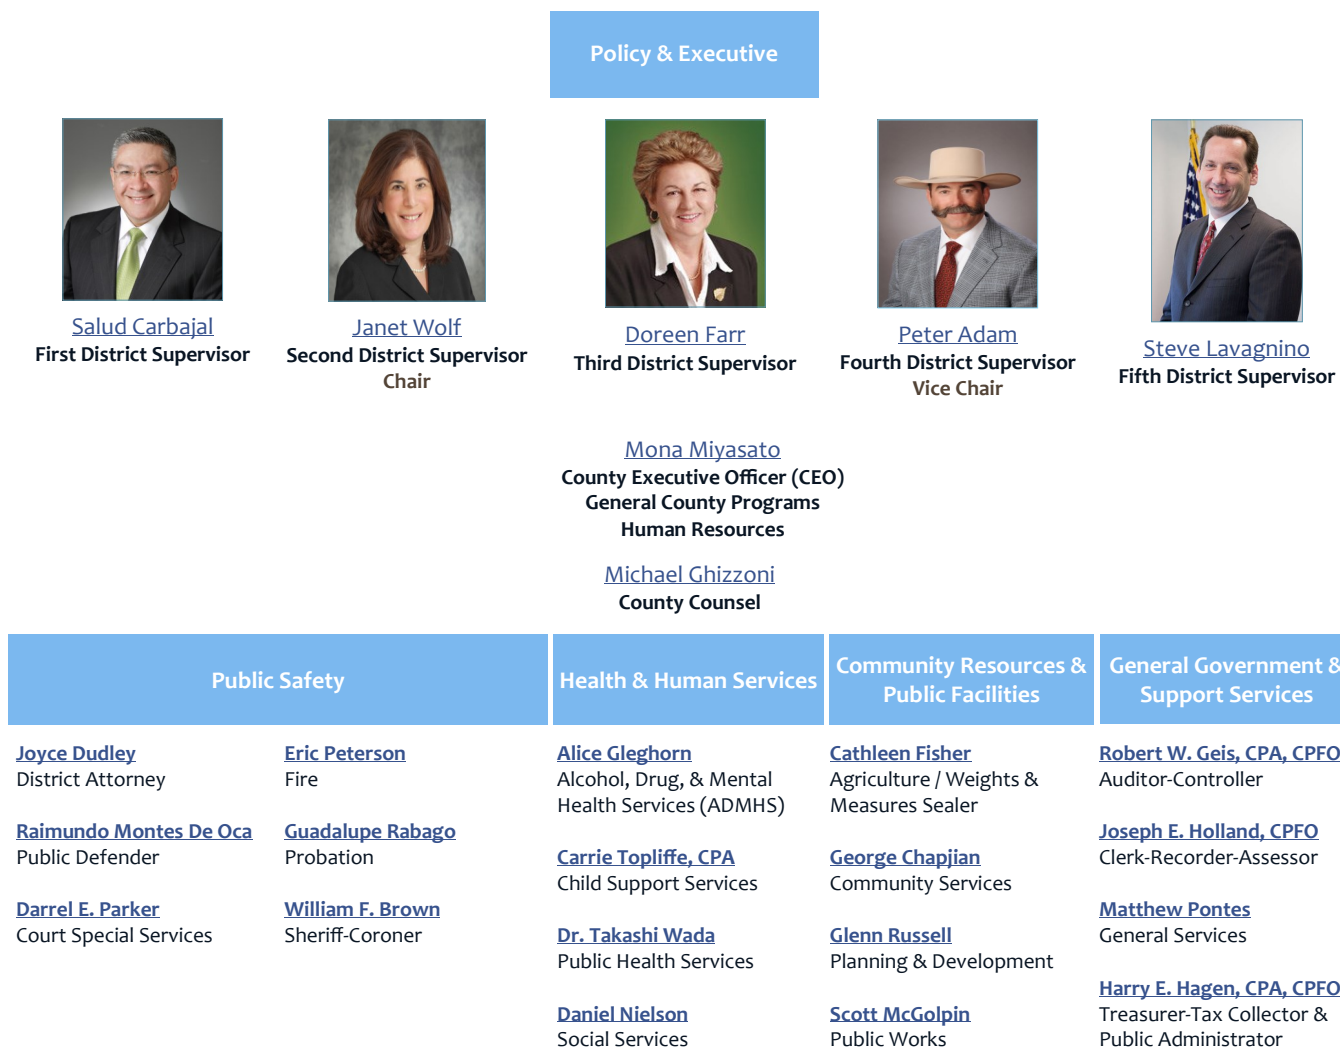 Policy & Executive
Salud Carbajal
First District Supervisor
Janet Wolf
Second District Supervisor
Chair
Doreen Farr
Third District Supervisor
Peter Adam
Fourth District Supervisor
Vice Chair
Steve Lavagnino
Fifth District Supervisor
Mona Miyasato
County Executive Officer (CEO)
General County Programs
Human Resources
Michael Ghizzoni
County Counsel
Public Safety
Joyce Dudley
District Attorney
Raimundo Montes De Oca
Public Defender
Darrel E. Parker
Court Special Services
Eric Peterson
Fire
Guadalupe Rabago
Probation
William F. Brown
Sheriff-Coroner
Health & Human Services
Alice Gleghorn
Alcohol, Drug, & Mental
Health Services (ADMHS)
Carrie Topliffe, CPA
Child Support Services
Dr. Takashi Wada
Public Health Services
Daniel Nielson
Social Services
Community Resources &
Public Facilities
Cathleen Fisher
Agriculture / Weights &
Measures Sealer
George Chapjian
Community Services
Glenn Russell
Planning & Development
Scott McGolpin
Public Works
General Government &
Support Services
Robert W. Geis, CPA, CPFO
Auditor-Controller
Joseph E. Holland, CPFO
Clerk-Recorder-Assessor
Matthew Pontes
General Services
Harry E. Hagen, CPA, CPFO
Treasurer-Tax Collector &
Public Administrator